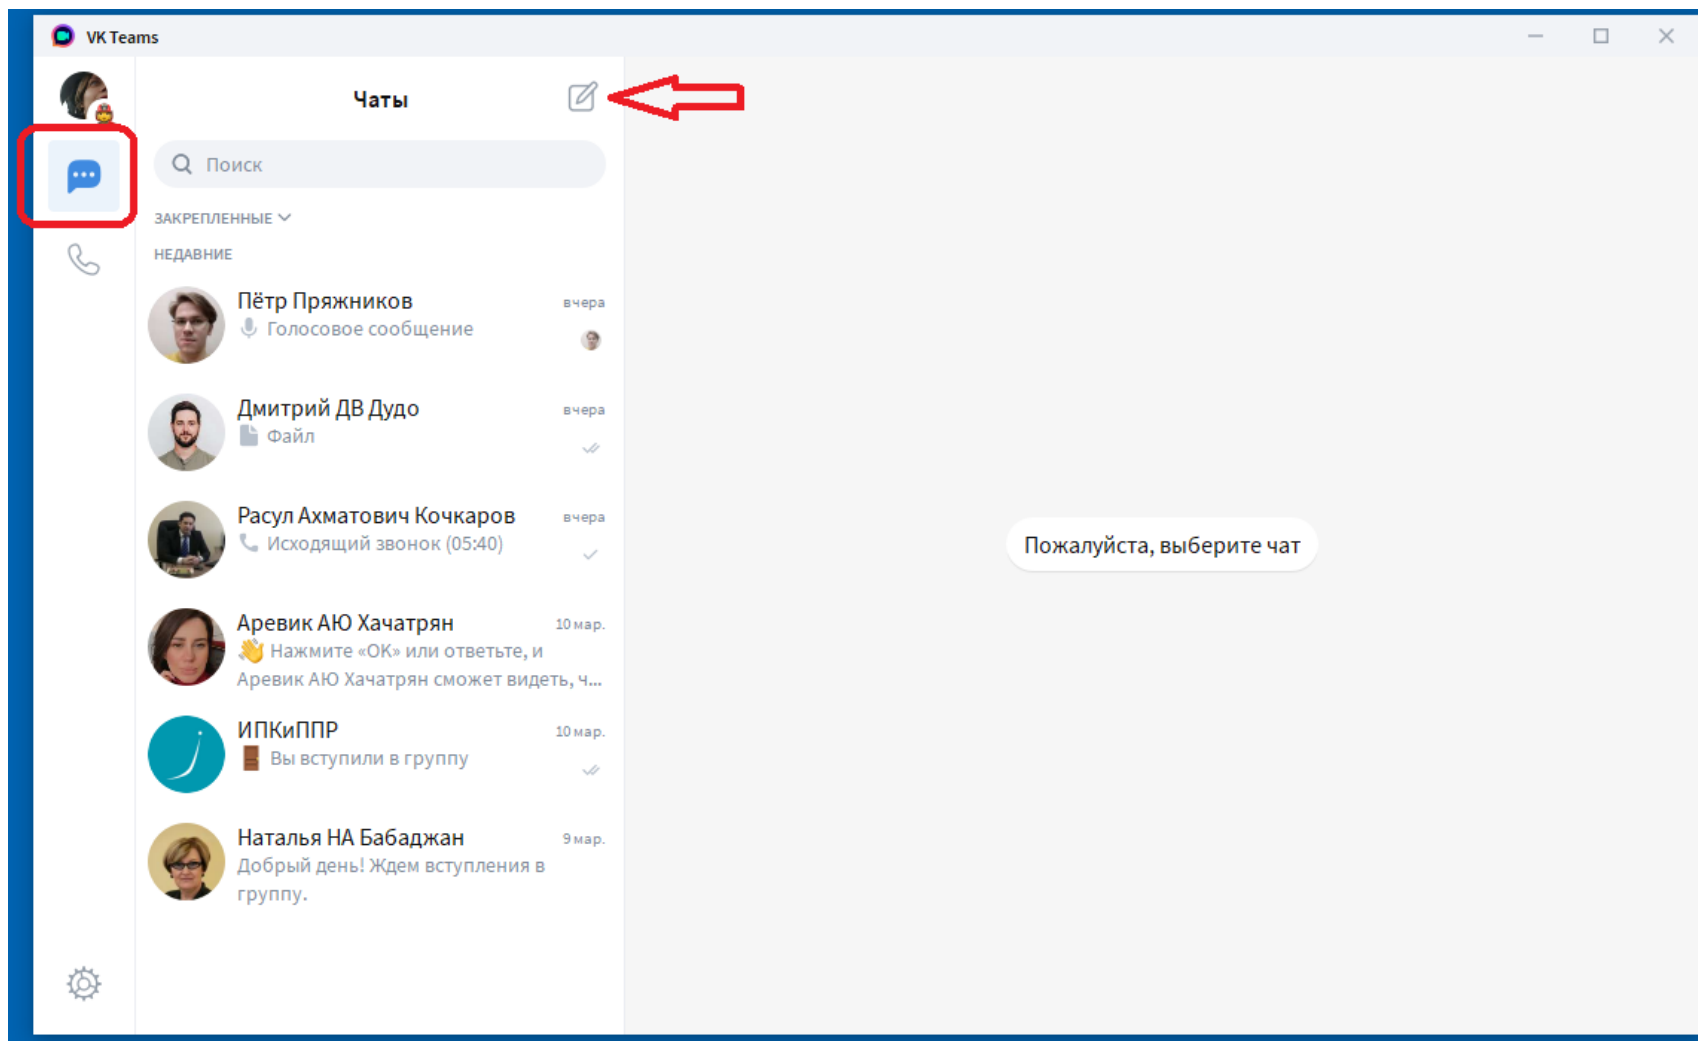 VK Teams
Чаты
Поиск
ЗАКРЕПЛЕННЫЕ
НЕДАВНИЕ
Пётр Пряжников
вчера
Голосовое сообщение
Дмитрий ДВ Дудо
вчера
Файл
Расул Ахматович Кочкаров
вчера
Исходящий звонок (05:40)
Пожалуйста, выберите чат
Аревик АЮ Хачатрян
10 мар.
Нажмите «ОК» или ответьте, и
Аревик АЮ Хачатрян сможет видеть, ч...
ИПКиППР
10 мар.
Вы вступили в группу
Наталья НА Бабаджан
9 мар.
Добрый день! Ждем вступления в
группу.